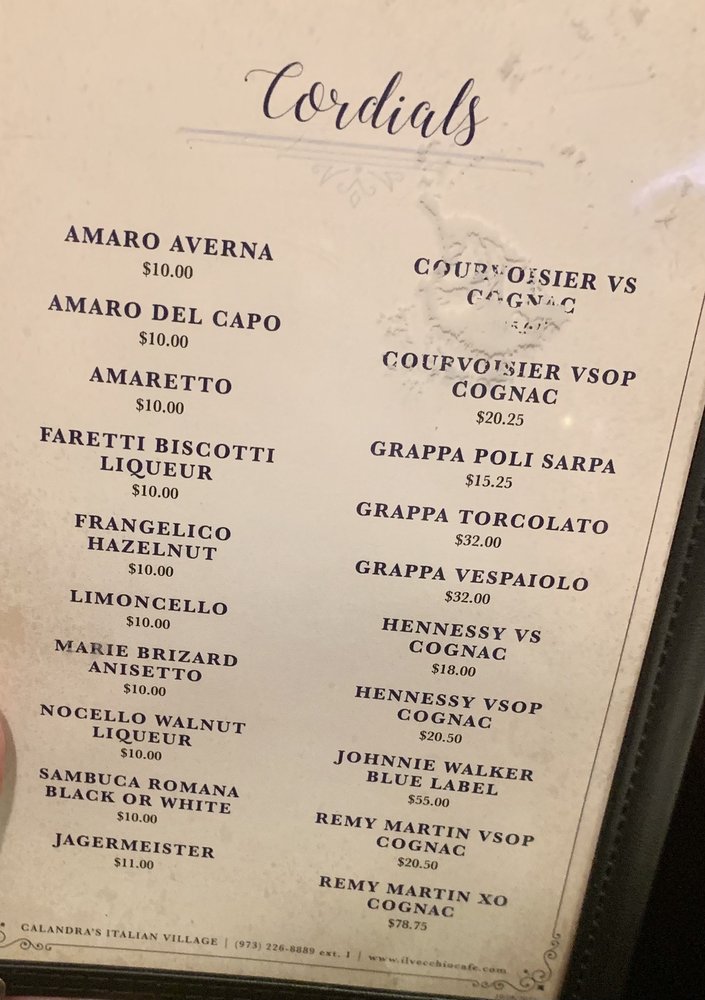 Cordials
AMARO AVERNA
$10.00
AMARO DEL CAPO
$10.00
AMARETTO
$10.00
FARETTI BISCOTTI
LIQUEUR
$10.00
FRANGELICO
HAZELNUT
$10.00
LIMONCELLO
$10.00
MARIE BRIZARD
ANISETTO
$10.00
NOCELLO WALNUT
LIQUEUR
$10.00
SAMBUCA ROMANA
BLACK OR WHITE
$10.00
JAGERMEISTER
$11.00
COURVOISIER VS
COGNAC
COURVOISIER VSOP
COGNAC
$20.25
GRAPPA POLI SARPA
$15.25
GRAPPA TORCOLATO
$32.00
GRAPPA VESPAIOLO
$32.00
HENNESSY VS
COGNAC
$18.00
HENNESSY VSOP
COGNAC
$20.50
JOHNNIE WALKER
BLUE LABEL
$55.00
REMY MARTIN VSOP
COGNAC
$20.50
REMY MARTIN XO
COGNAC
$78.75
CALANDRA'S ITALIAN VILLAGE | (973) 226-8889 ext. 1 | www.ilvecchiocafe.com